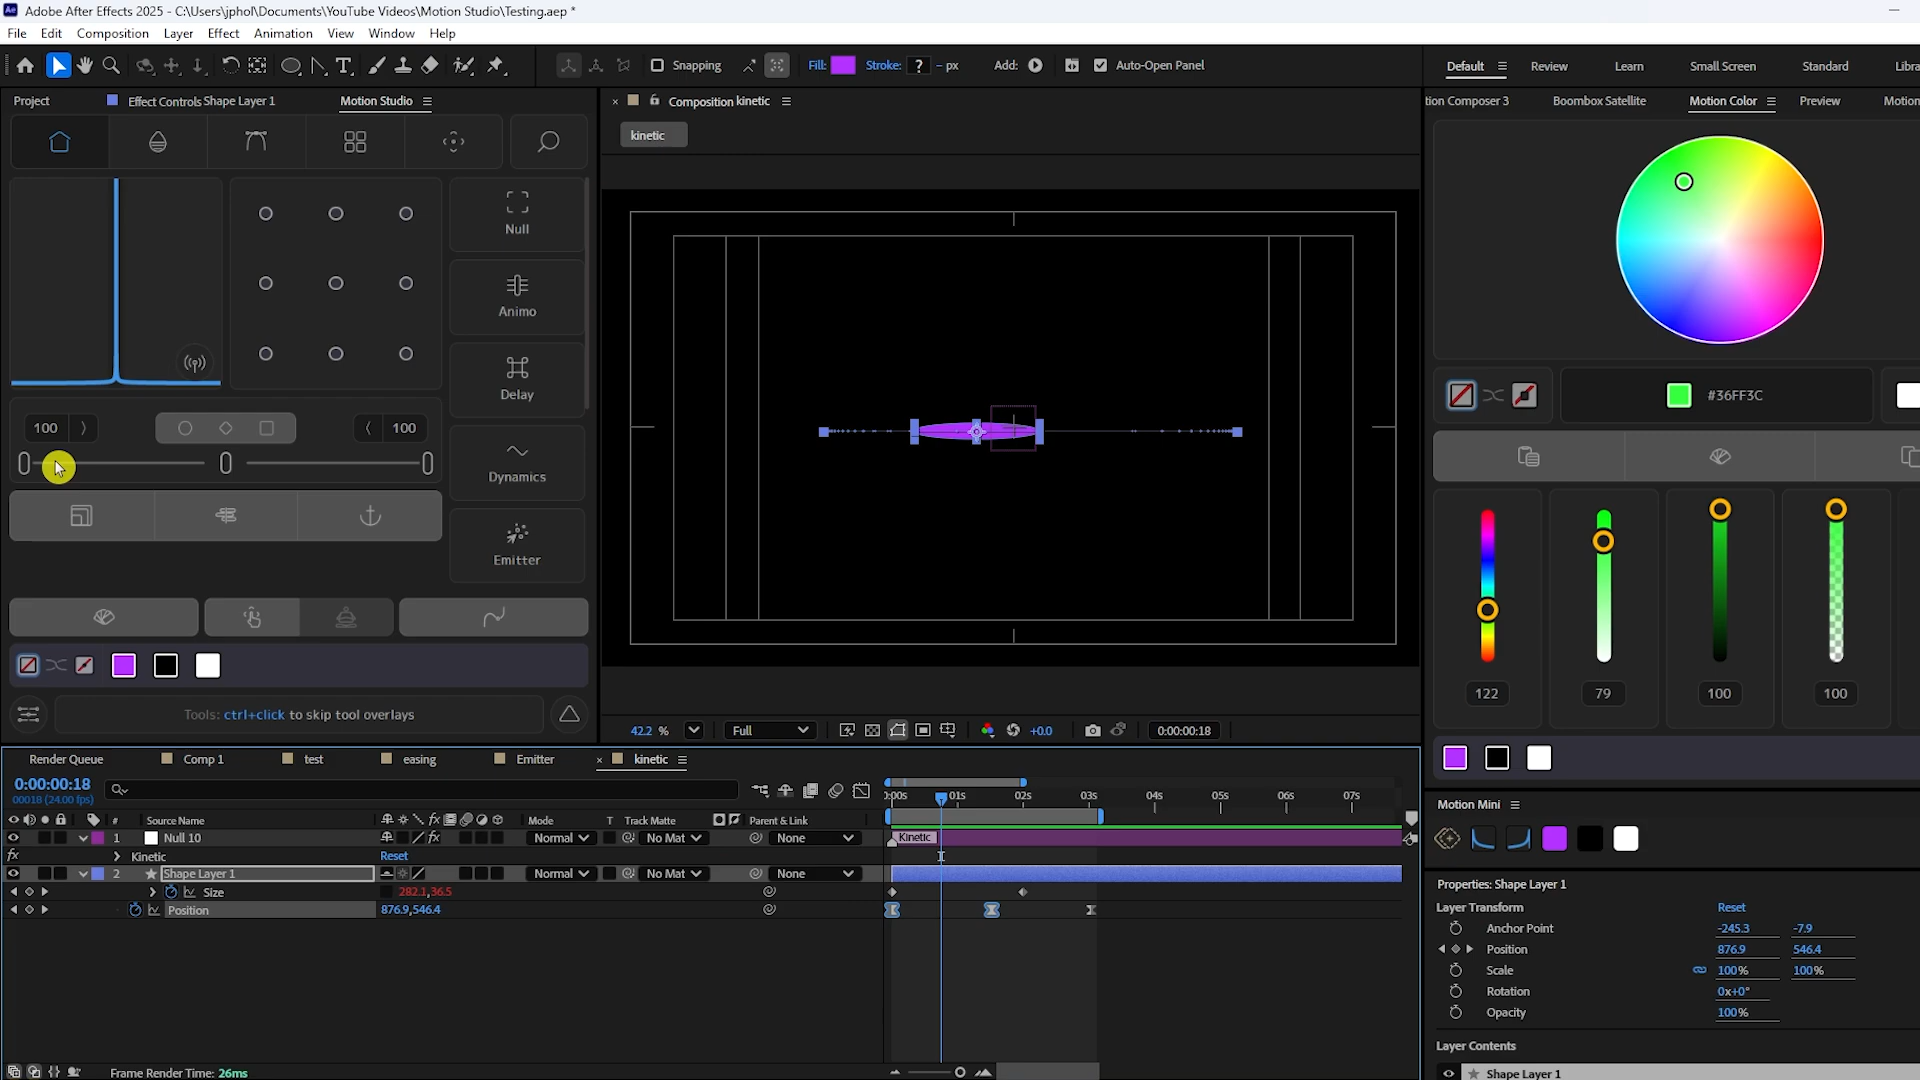 Adobe After Effects 2025 - C:\Users\jphol\Documents\YouTube Videos\Motion Studio\Testing.aep *
File Edit Composition Layer Effect Animation View Window Help
Snapping Fill: Stroke: ? - px Add: Auto-Open Panel Default Review Learn Small Screen Standard Libra
Project Effect Controls Shape Layer 1 Motion Studio
Composition kinetic
tion Composer 3 Boombox Satellite Motion Color Preview Motion
kinetic
Null
Animo
Delay
Dynamics
Emitter
100 100
Tools: ctrl+click to skip tool overlays
42.2 % Full +0.0 0:00:00:18
#36FF3C
122 79 100 100
Motion Mini
Render Queue Comp 1 test easing Emitter kinetic
0:00:00:18
00018 (24.00 fps)
:00s 01s 02s 03s 04s 05s 06s 07s
# Source Name Mode T Track Matte Parent & Link
1 Null 10 Normal No Mat None Kinetic
Kinetic Reset
2 Shape Layer 1 Normal No Mat None
Size 282.1,36.5
Position 876.9,546.4
Frame Render Time: 26ms
Properties: Shape Layer 1
Layer Transform Reset
Anchor Point -245.3 -7.9
Position 876.9 546.4
Scale 100% 100%
Rotation 0x+0°
Opacity 100%
Layer Contents
Shape Layer 1